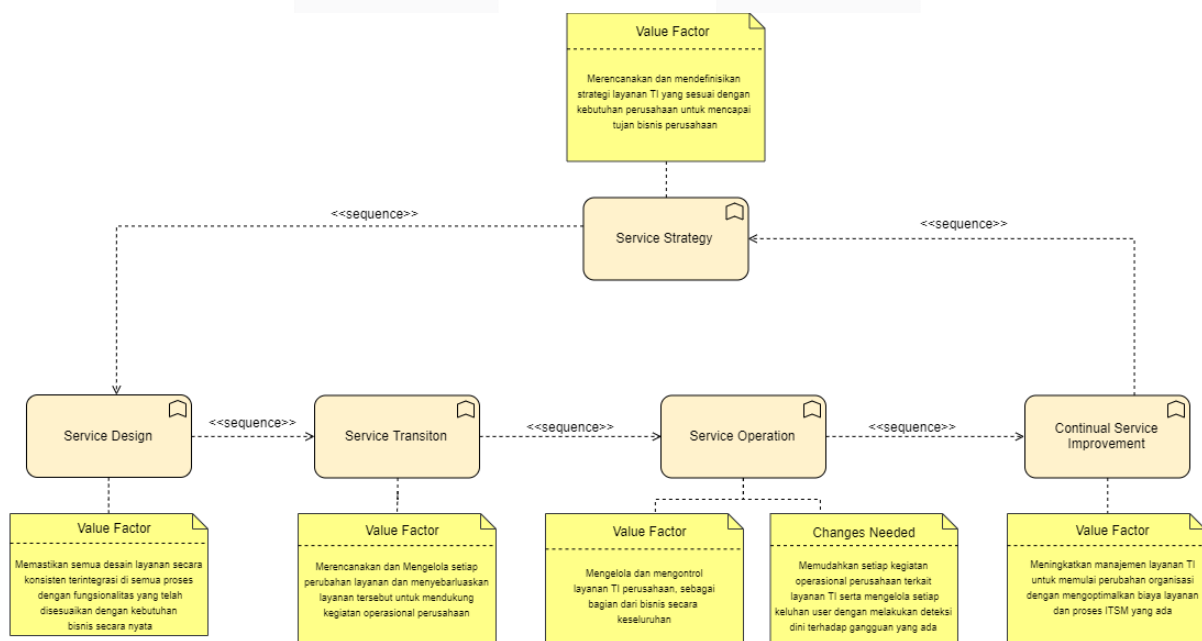 Value Factor
Merencanakan dan mendefinisikan
strategi layanan TI yang sesuai dengan
kebutuhan perusahaan untuk mencapai
tujan bisnis perusahaan
<<sequence>>
<<sequence>>
Service Strategy
Service Design
<<sequence>>
Service Transiton
<<sequence>>
Service Operation
<<sequence>>
Continual Service
Improvement
Value Factor
Memastikan semua desain layanan secara
konsisten terintegrasi di semua proses
dengan fungsionalitas yang telah
disesuaikan dengan kebutuhan
bisnis secara nyata
Value Factor
Merencanakan dan Mengelola setiap
perubahan layanan dan menyebarluaskan
layanan tersebut untuk mendukung
kegiatan operasional perusahaan
Value Factor
Mengelola dan mengontrol
layanan TI perusahaan, sebagai
bagian dari bisnis secara
keseluruhan
Changes Needed
Memudahkan setiap kegiatan
operasional perusahaan terkait
layanan TI serta mengelola setiap
keluhan user dengan melakukan deteksi
dini terhadap gangguan yang ada
Value Factor
Meningkatkan manajemen layanan TI
untuk memulai perubahan organisasi
dengan mengoptimalkan biaya layanan
dan proses ITSM yang ada